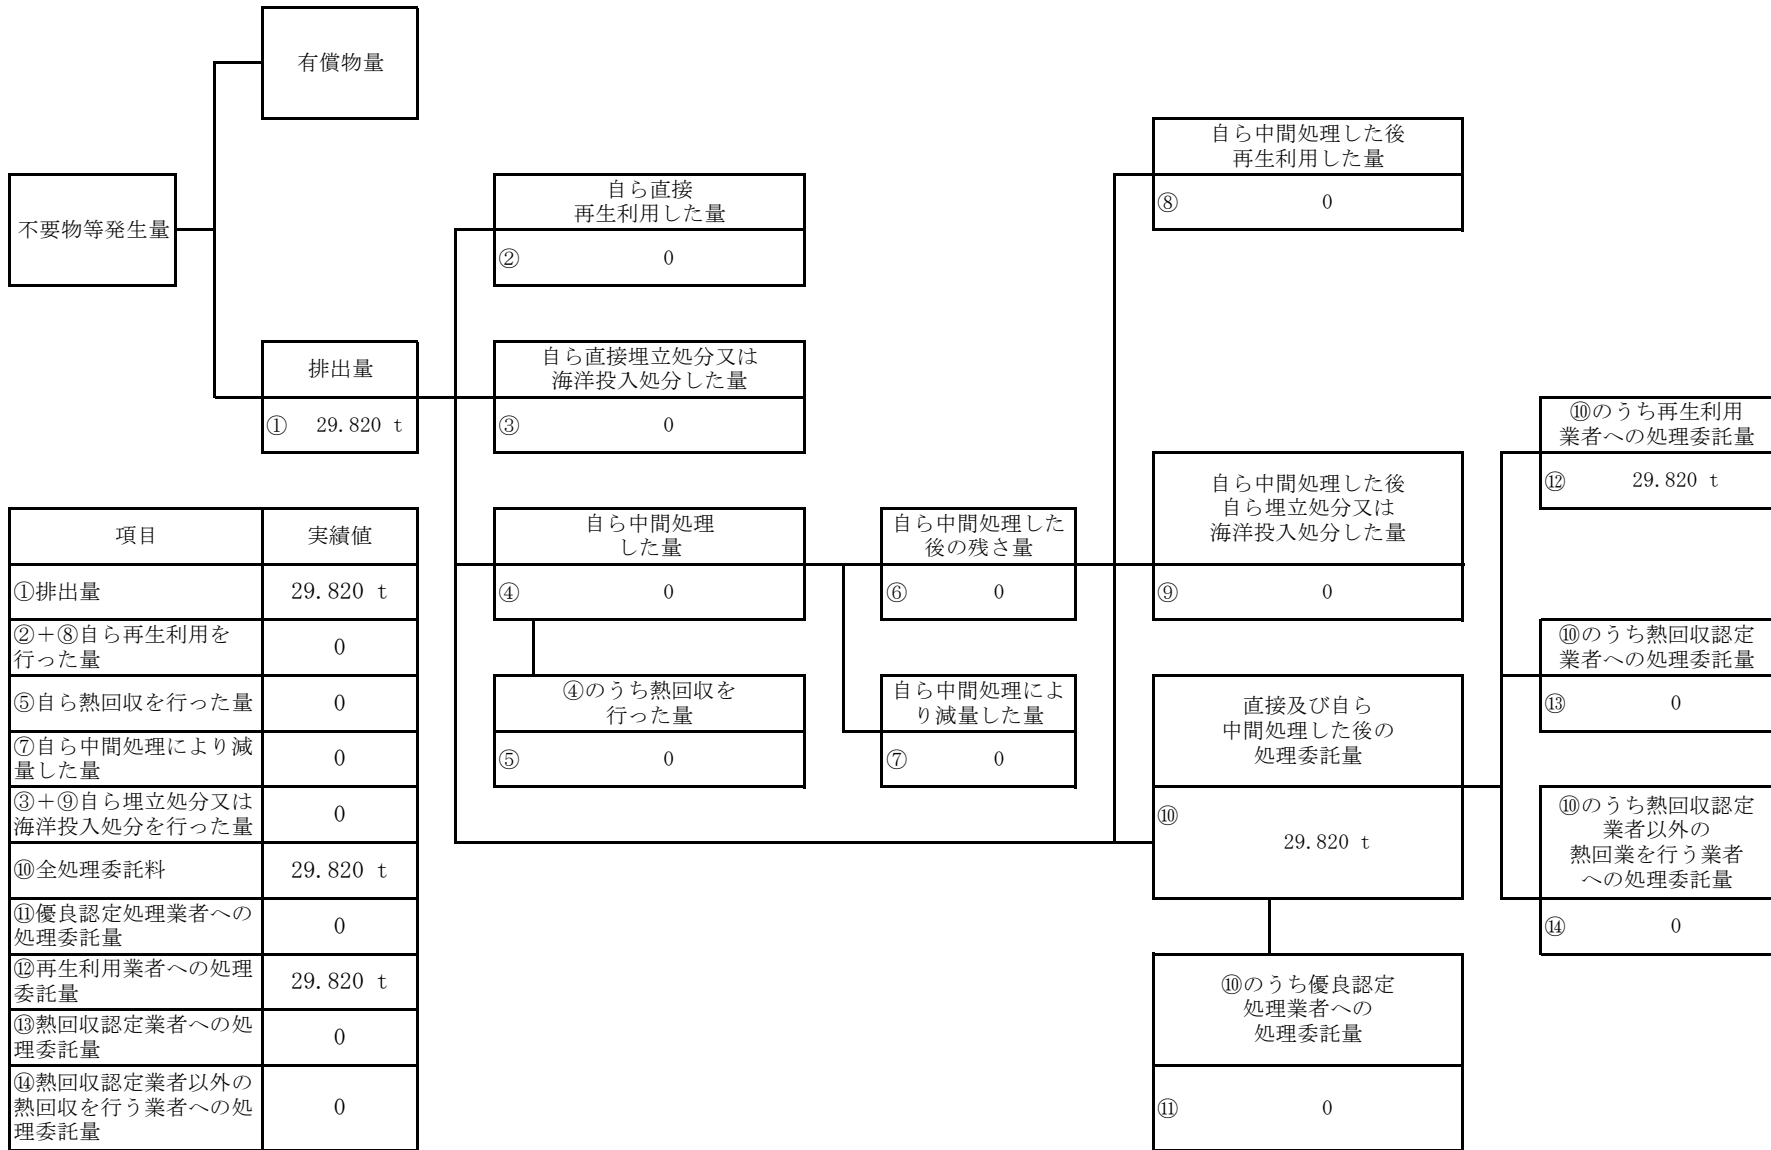 有償物量
不要物等発生量
排出量
① 29.820 t
自ら直接
再生利用した量
② 0
自ら直接埋立処分又は
海洋投入処分した量
③ 0
自ら中間処理
した量
④ 0
④のうち熱回収を
行った量
⑤ 0
自ら中間処理した
後の残さ量
⑥ 0
自ら中間処理によ
り減量した量
⑦ 0
自ら中間処理した後
再生利用した量
⑧ 0
自ら中間処理した後
自ら埋立処分又は
海洋投入処分した量
⑨ 0
直接及び自ら
中間処理した後の
処理委託量
⑩
29.820 t
⑩のうち優良認定
処理業者への
処理委託量
⑪ 0
⑩のうち再生利用
業者への処理委託量
⑫ 29.820 t
⑩のうち熱回収認定
業者への処理委託量
⑬ 0
⑩のうち熱回収認定
業者以外の
熱回業を行う業者
への処理委託量
⑭ 0
項目 実績値
①排出量 29.820 t
②＋⑧自ら再生利用を
行った量 0
⑤自ら熱回収を行った量 0
⑦自ら中間処理により減
量した量 0
③＋⑨自ら埋立処分又は
海洋投入処分を行った量 0
⑩全処理委託料 29.820 t
⑪優良認定処理業者への
処理委託量 0
⑫再生利用業者への処理
委託量 29.820 t
⑬熱回収認定業者への処
理委託量 0
⑭熱回収認定業者以外の
熱回収を行う業者への処
理委託量 0